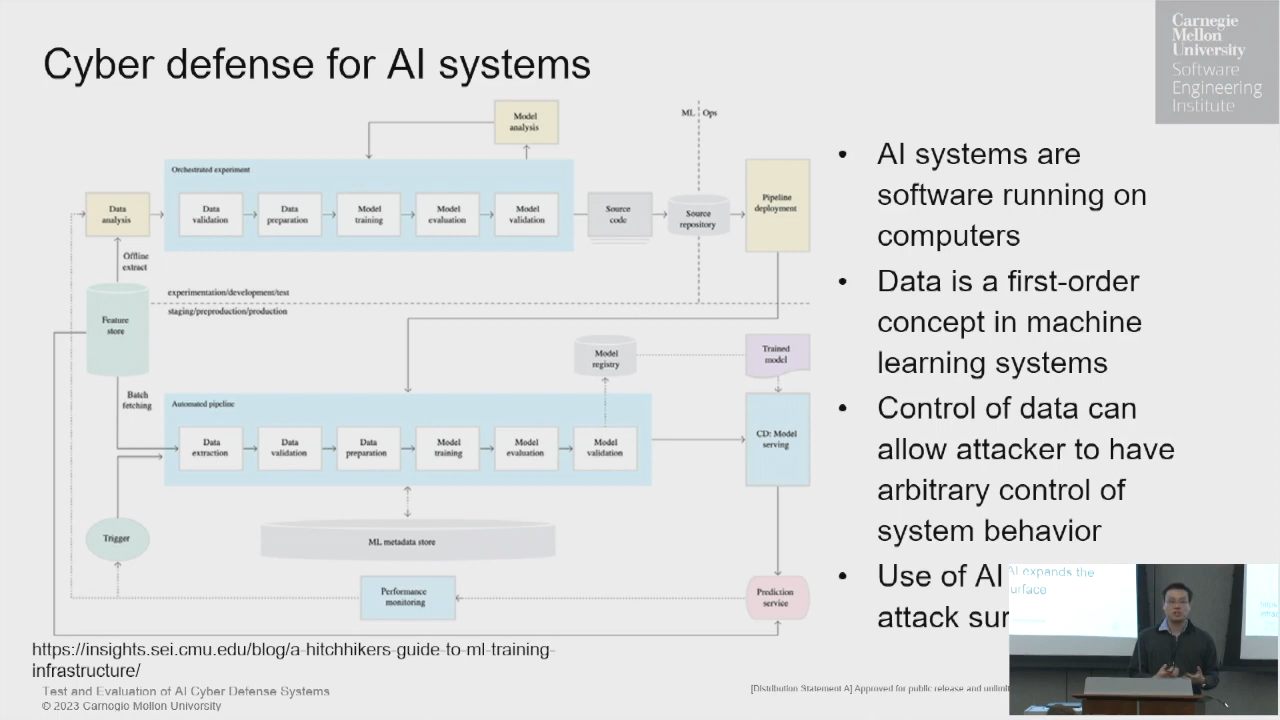 Cyber defense for AI systems
Carnegie
Mellon
University
Software
Engineering
Institute
Model
analysis
ML
Ops
Orchestrated experiment
Data
analysis
Data
validation
Data
preparation
Model
training
Model
evaluation
Model
validation
Source
code
Source
repository
Pipeline
deployment
Offline
extract
experimentation/development/test
staging/preproduction/production
Feature
store
Model
registry
Trained
model
Batch
fetching
Automated pipeline
Data
extraction
Data
validation
Data
preparation
Model
training
Model
evaluation
Model
validation
CD: Model
serving
Trigger
ML metadata store
Performance
monitoring
Prediction
service
• AI systems are
software running on
computers
• Data is a first-order
concept in machine
learning systems
• Control of data can
allow attacker to have
arbitrary control of
system behavior
• Use of AI
attack sur
AI expands the
urface
https://insights.sei.cmu.edu/blog/a-hitchhikers-guide-to-ml-training-
infrastructure/
Test and Evaluation of AI Cyber Defense Systems
© 2023 Carnegie Mellon University
[Distribution Statement A] Approved for public release and unlimit